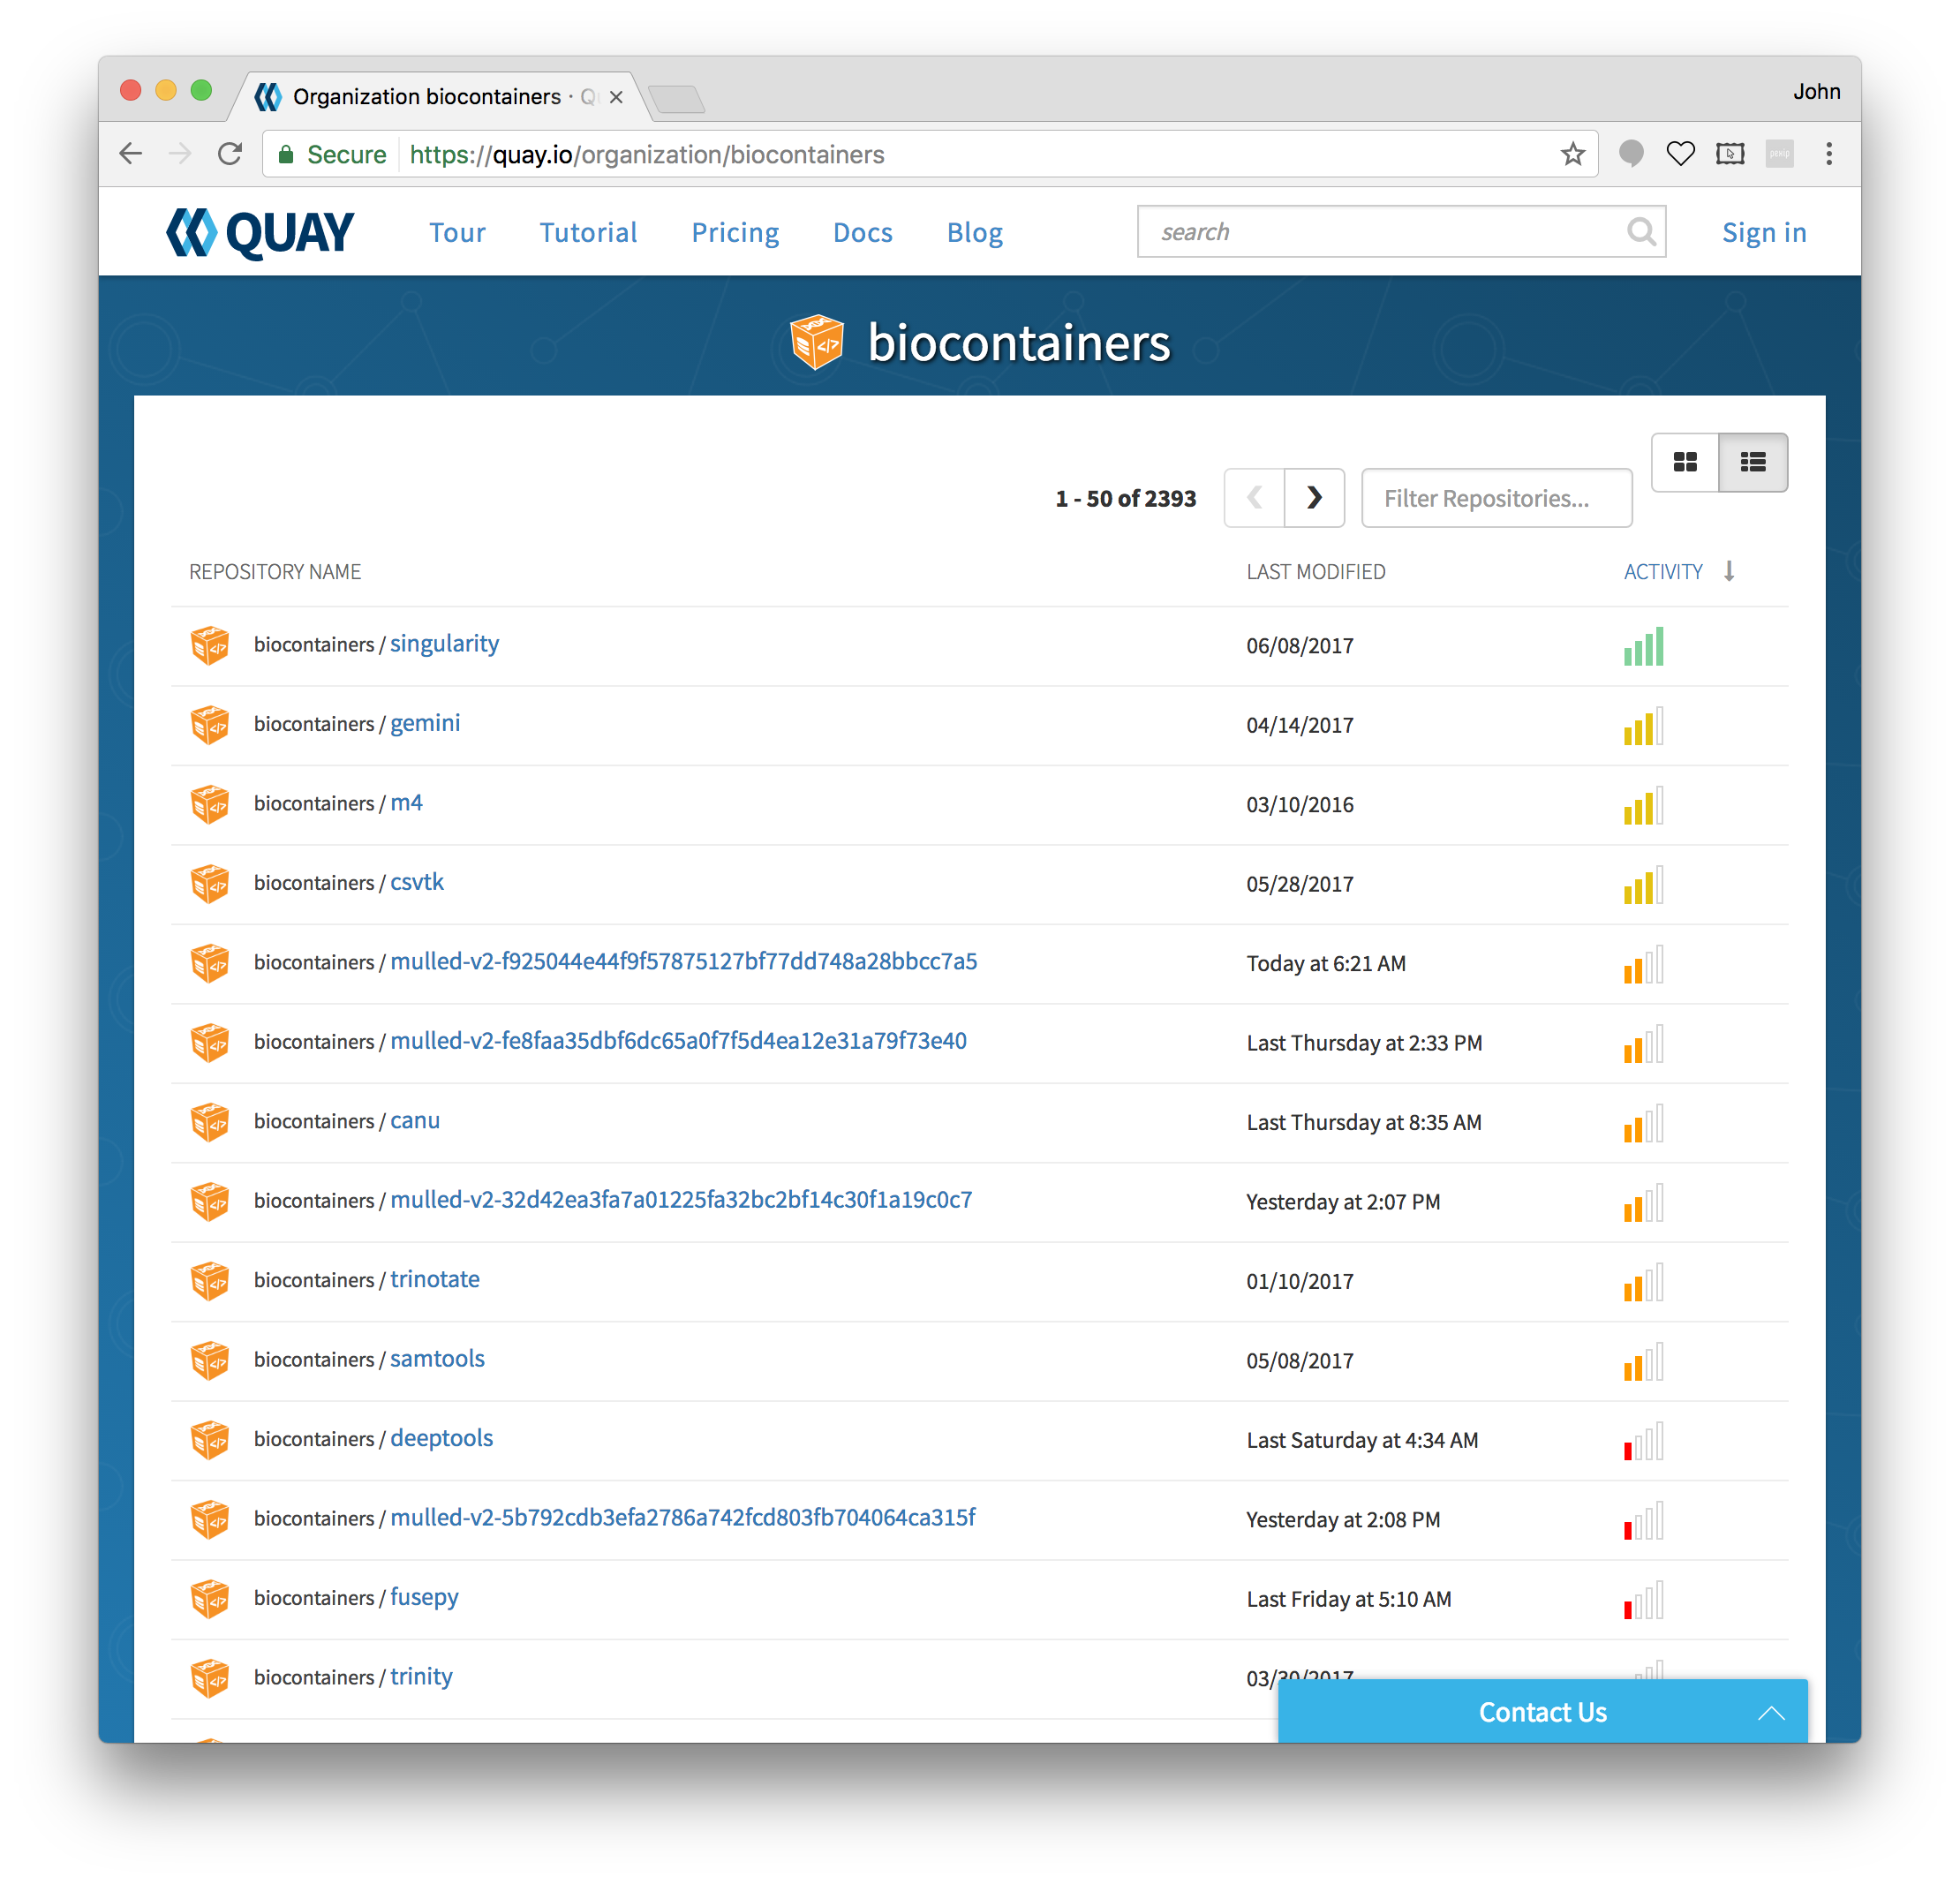 Organization biocontainers · Q
John
Secure https://quay.io/organization/biocontainers
QUAY Tour Tutorial Pricing Docs Blog search Sign in
biocontainers
1 - 50 of 2393 Filter Repositories...
REPOSITORY NAME LAST MODIFIED ACTIVITY
biocontainers / singularity 06/08/2017
biocontainers / gemini 04/14/2017
biocontainers / m4 03/10/2016
biocontainers / csvtk 05/28/2017
biocontainers / mulled-v2-f925044e44f9f57875127bf77dd748a28bbcc7a5 Today at 6:21 AM
biocontainers / mulled-v2-fe8faa35dbf6dc65a0f7f5d4ea12e31a79f73e40 Last Thursday at 2:33 PM
biocontainers / canu Last Thursday at 8:35 AM
biocontainers / mulled-v2-32d42ea3fa7a01225fa32bc2bf14c30f1a19c0c7 Yesterday at 2:07 PM
biocontainers / trinotate 01/10/2017
biocontainers / samtools 05/08/2017
biocontainers / deeptools Last Saturday at 4:34 AM
biocontainers / mulled-v2-5b792cdb3efa2786a742fcd803fb704064ca315f Yesterday at 2:08 PM
biocontainers / fusepy Last Friday at 5:10 AM
biocontainers / trinity 03/30/2017
Contact Us